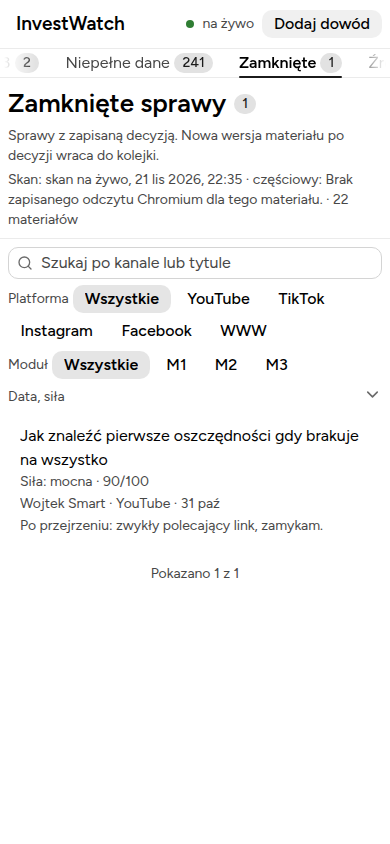 InvestWatch
na żywo
Dodaj dowód
2
Niepełne dane 241
Zamknięte 1
Zamknięte sprawy 1
Sprawy z zapisaną decyzją. Nowa wersja materiału po
decyzji wraca do kolejki.
Skan: skan na żywo, 21 lis 2026, 22:35 · częściowy: Brak
zapisanego odczytu Chromium dla tego materiału. · 22
materiałów
Szukaj po kanale lub tytule
Platforma Wszystkie YouTube TikTok
Instagram Facebook WWW
Moduł Wszystkie M1 M2 M3
Data, siła
Jak znaleźć pierwsze oszczędności gdy brakuje
na wszystko
Siła: mocna · 90/100
Wojtek Smart · YouTube · 31 paź
Po przejrzeniu: zwykły polecający link, zamykam.
Pokazano 1 z 1